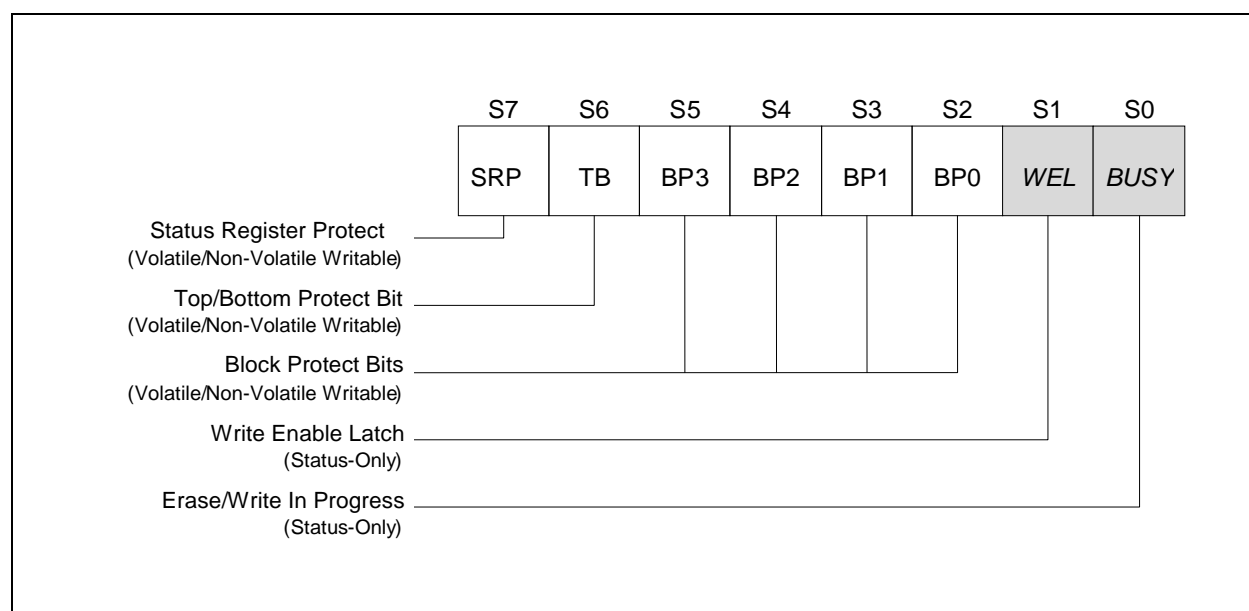 S7 S6 S5 S4 S3 S2 S1 S0
SRP TB BP3 BP2 BP1 BP0 WEL BUSY
Status Register Protect
(Volatile/Non-Volatile Writable)
Top/Bottom Protect Bit
(Volatile/Non-Volatile Writable)
Block Protect Bits
(Volatile/Non-Volatile Writable)
Write Enable Latch
(Status-Only)
Erase/Write In Progress
(Status-Only)